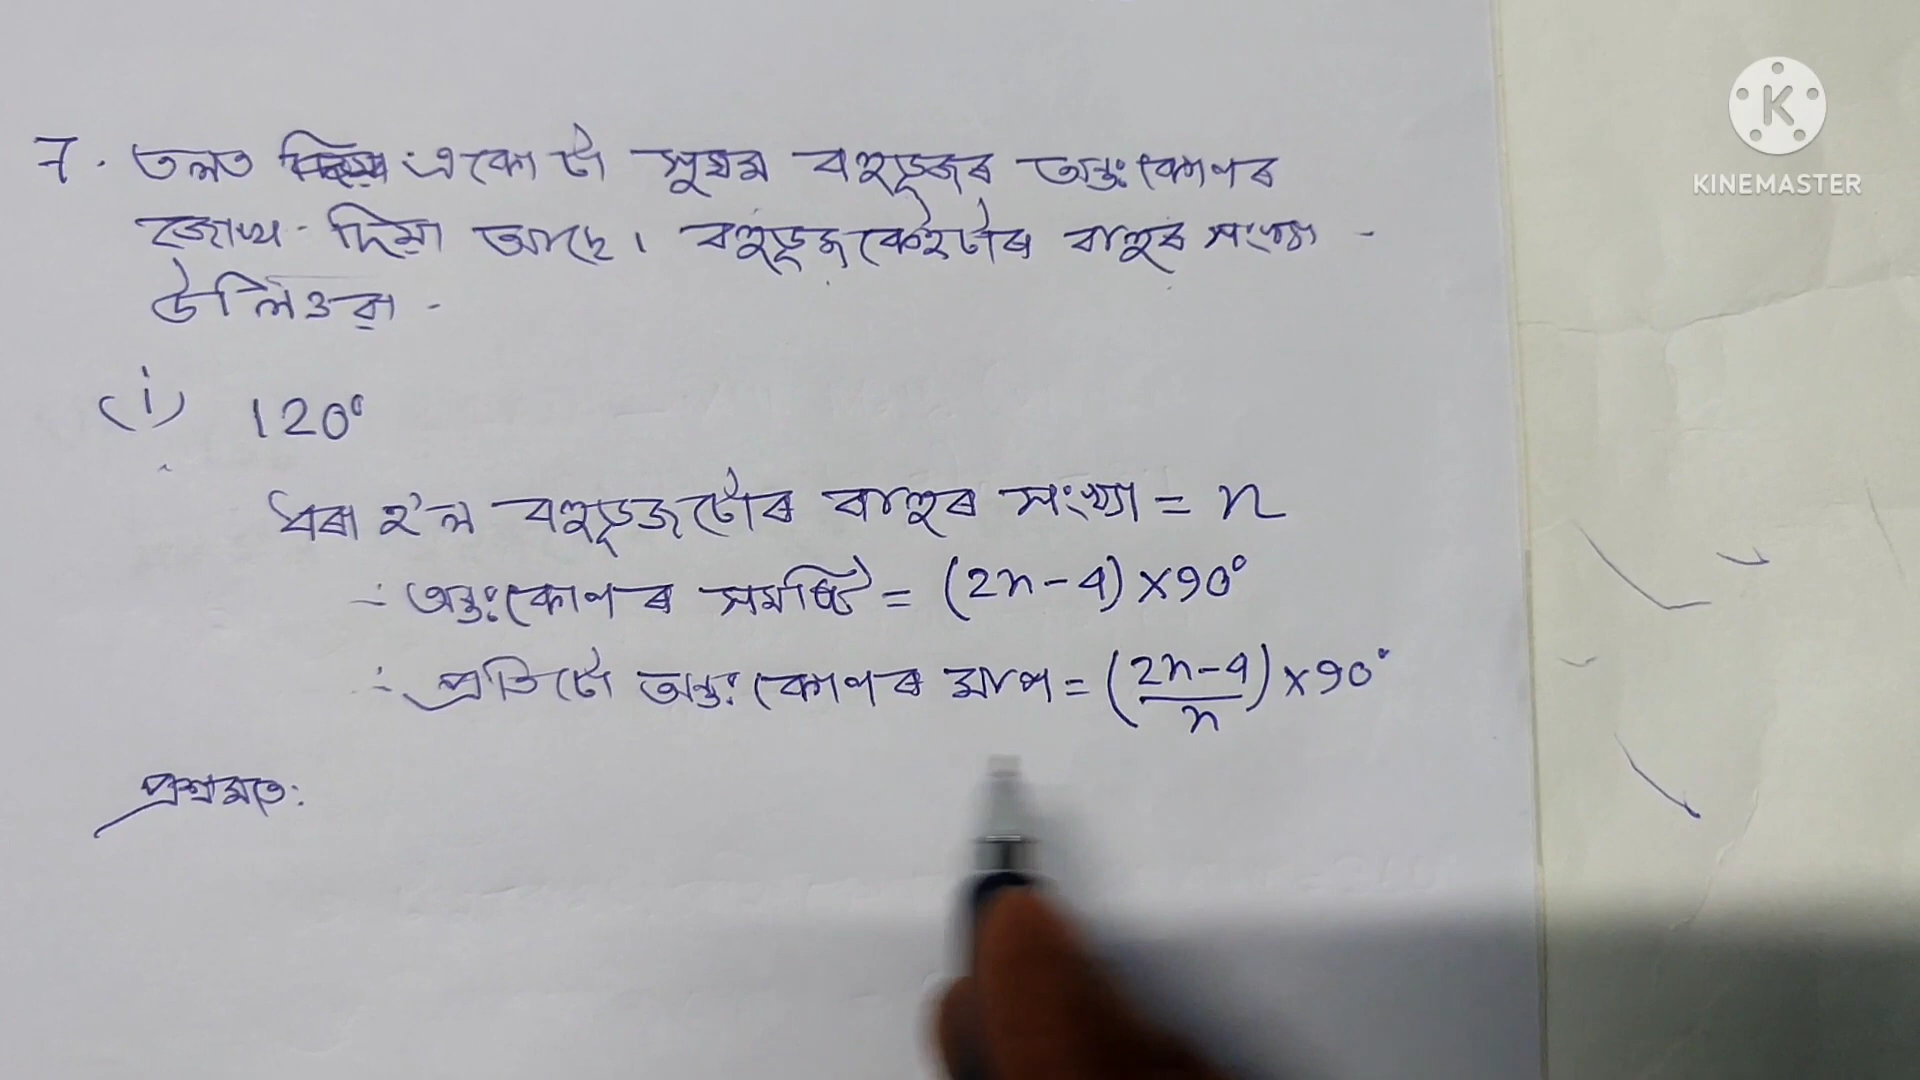 7. তলত একোটা সুষম বহুভূজৰ অন্তঃকোণৰ
জোখ দিয়া আছে। বহুভূজকেইটাৰ বাহুৰ সংখ্যা -
উলিওৱা -
(i) 120°
ধৰা হ'ল বহুভূজটোৰ বাহুৰ সংখ্যা = n
∴ অন্তঃকোণৰ সমষ্টি = (2n-4)×90°
∴ প্ৰতিটো অন্তঃকোণৰ মাপ = (2n-4/n)×90°
প্ৰশ্নমতে:
KINEMASTER